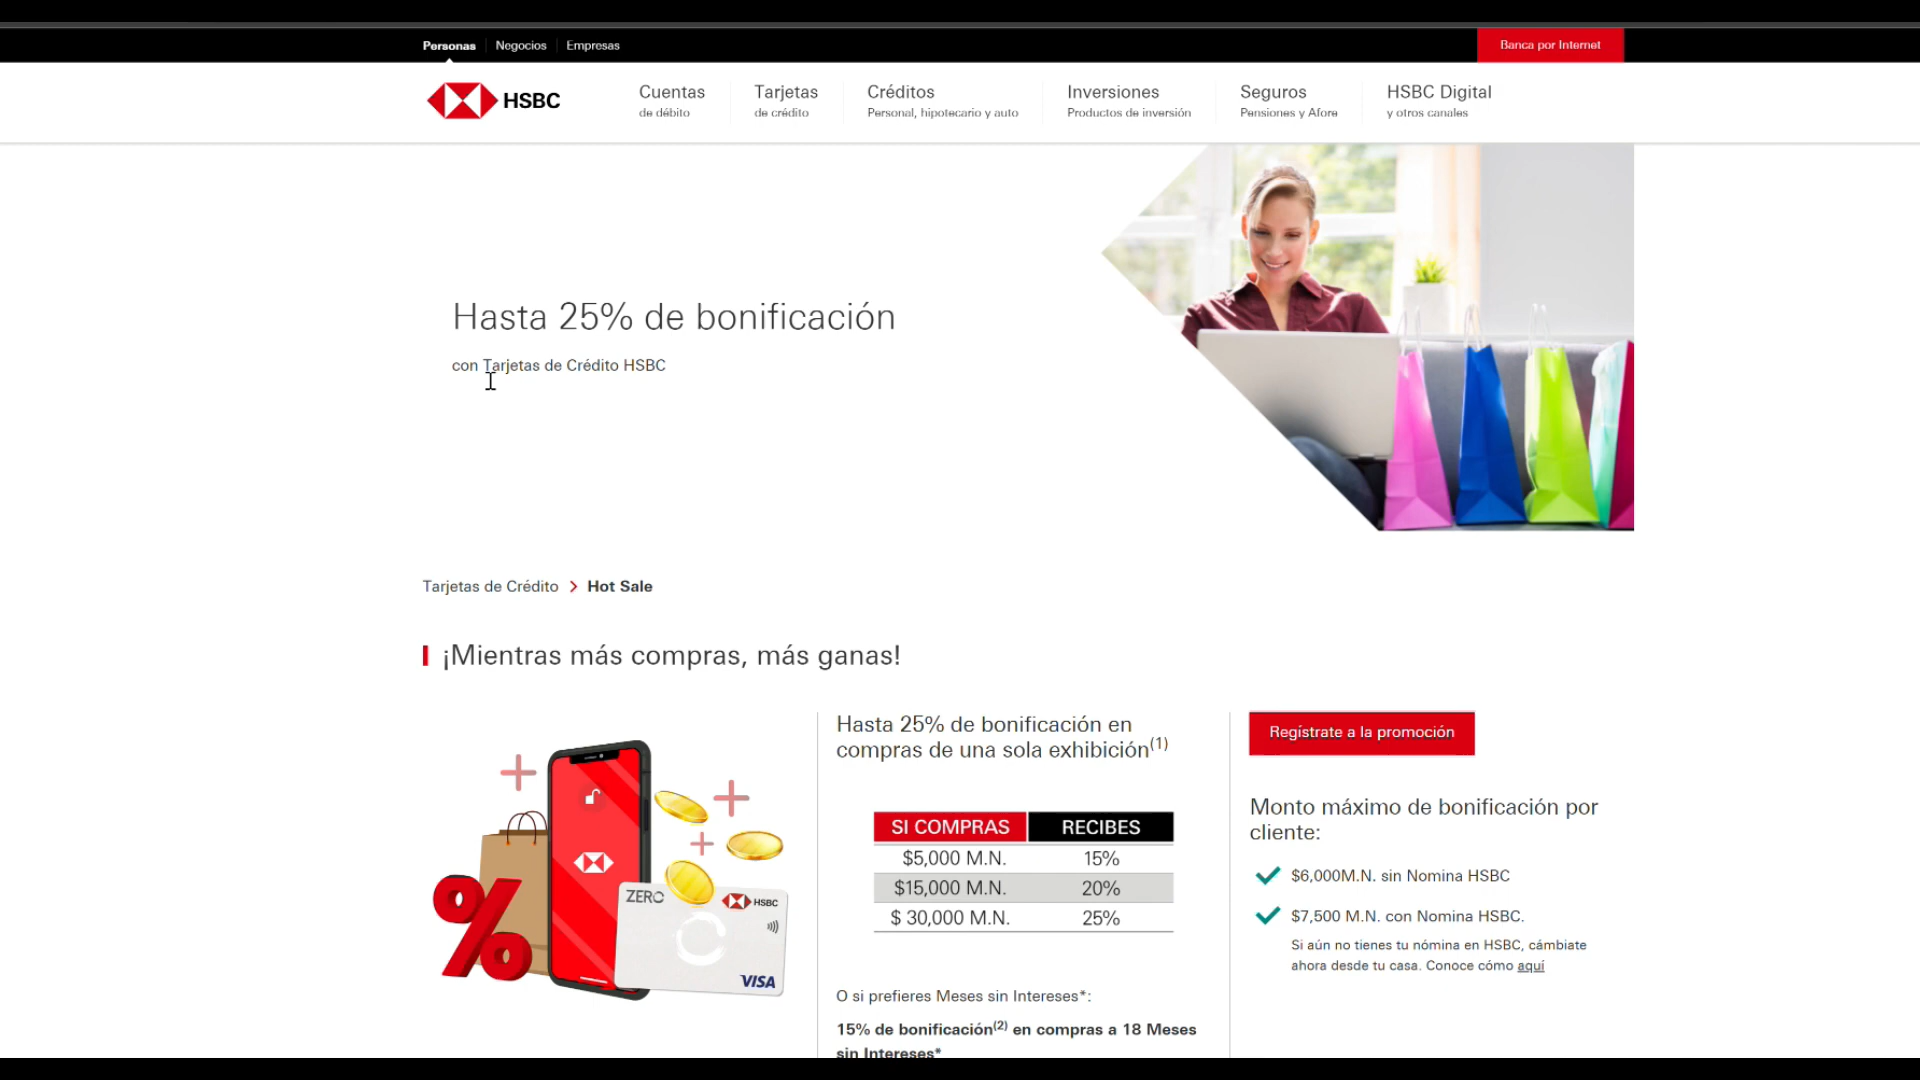 Personas Negocios Empresas Banca por Internet
HSBC
Cuentas
de débito
Tarjetas
de crédito
Créditos
Personal, hipotecario y auto
Inversiones
Productos de inversión
Seguros
Pensiones y Afore
HSBC Digital
y otros canales
Hasta 25% de bonificación
con Tarjetas de Crédito HSBC
Tarjetas de Crédito > Hot Sale
¡Mientras más compras, más ganas!
ZERO HSBC
VISA
Hasta 25% de bonificación en
compras de una sola exhibición(1)
SI COMPRAS RECIBES
$5,000 M.N. 15%
$15,000 M.N. 20%
$ 30,000 M.N. 25%
O si prefieres Meses sin Intereses*:
15% de bonificación(2) en compras a 18 Meses
sin Intereses*
Regístrate a la promoción
Monto máximo de bonificación por
cliente:
$6,000M.N. sin Nomina HSBC
$7,500 M.N. con Nomina HSBC.
Si aún no tienes tu nómina en HSBC, cámbiate
ahora desde tu casa. Conoce cómo aquí